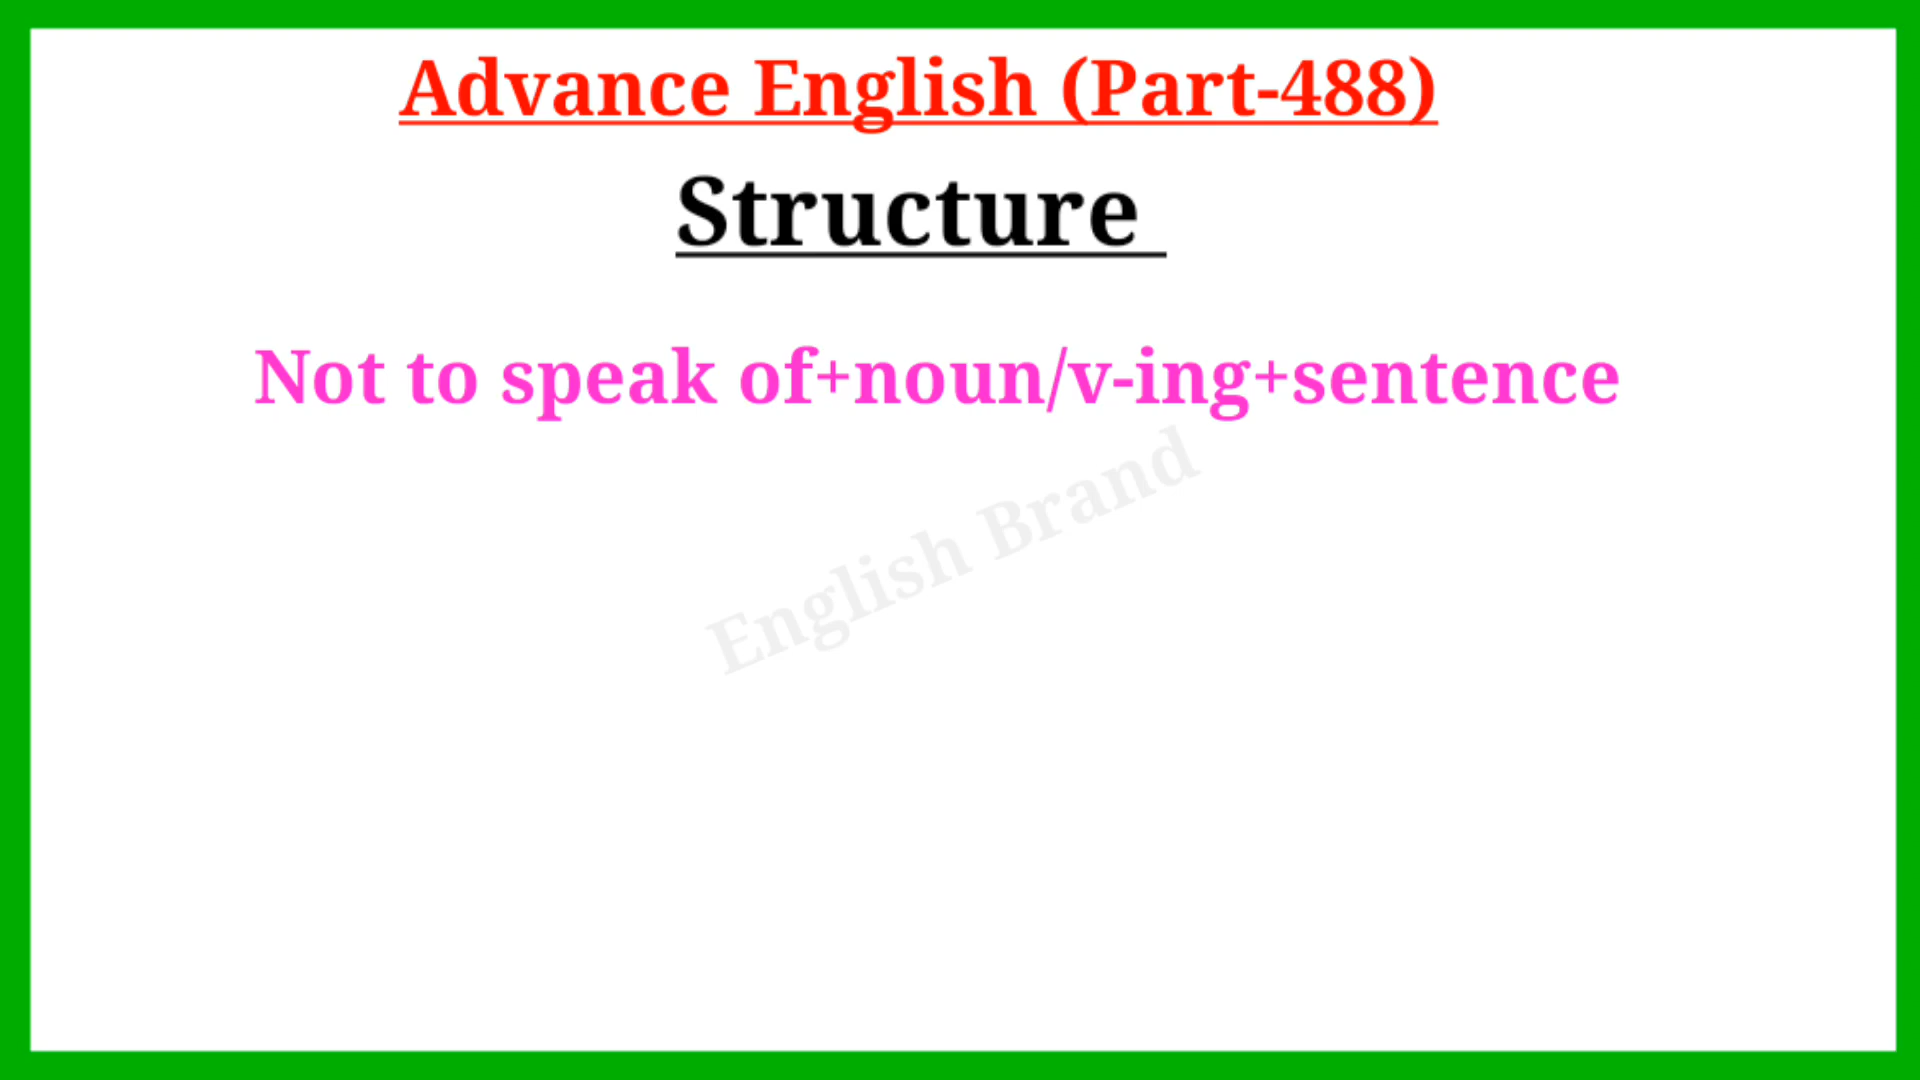 Advance English (Part-488)
Structure
Not to speak of+noun/v-ing+sentence
English Brand